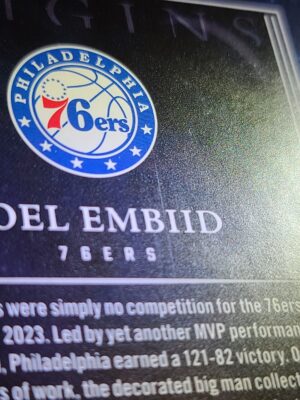 IGINS
PHILADELPHIA
76ers
OEL EMBIID
76ERS
s were simply no competition for the 76ers
2023. Led by yet another MVP performan
, Philadelphia earned a 121-82 victory. O
s of work, the decorated big man collect